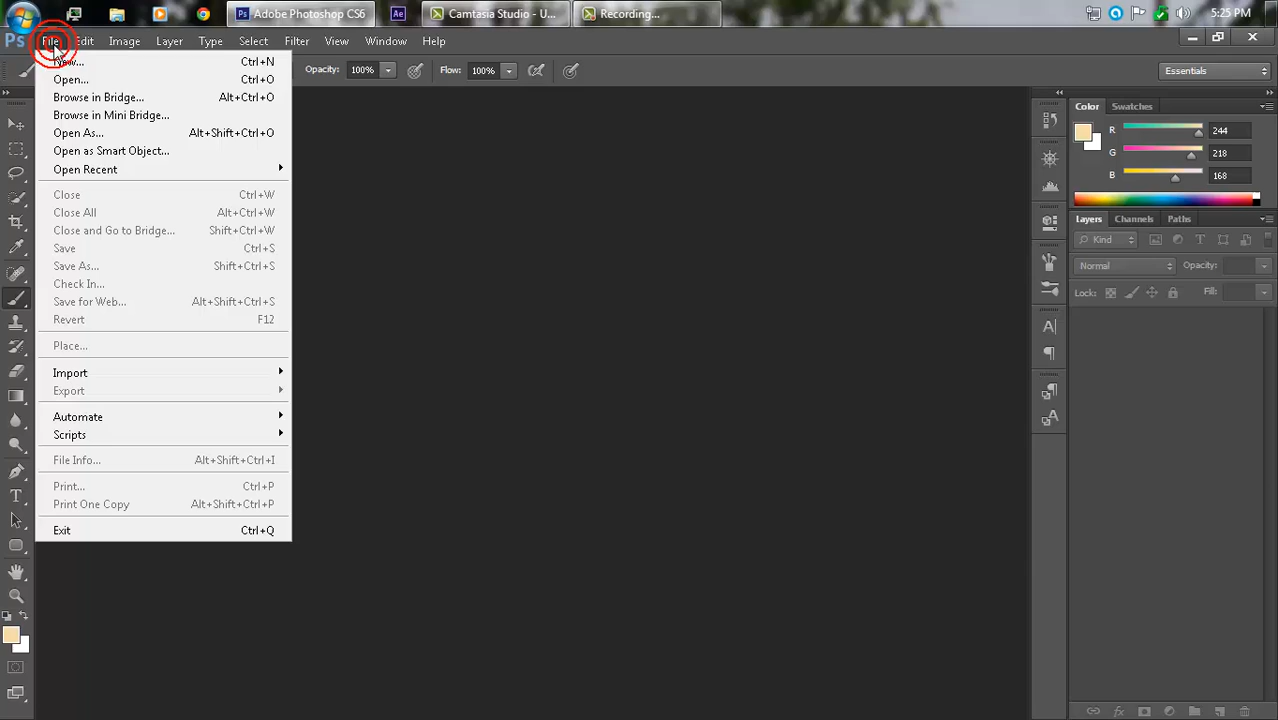 Adobe Photoshop CS6
Ae
Camtasia Studio - U...
Recording...
5:25 PM
Ps
File Edit Image Layer Type Select Filter View Window Help
Opacity: 100% Flow: 100% Essentials
New... Ctrl+N
Open... Ctrl+O
Browse in Bridge... Alt+Ctrl+O
Browse in Mini Bridge...
Open As... Alt+Shift+Ctrl+O
Open as Smart Object...
Open Recent
Close Ctrl+W
Close All Alt+Ctrl+W
Close and Go to Bridge... Shift+Ctrl+W
Save Ctrl+S
Save As... Shift+Ctrl+S
Check In...
Save for Web... Alt+Shift+Ctrl+S
Revert F12
Place...
Import
Export
Automate
Scripts
File Info... Alt+Shift+Ctrl+I
Print... Ctrl+P
Print One Copy Alt+Shift+Ctrl+P
Exit Ctrl+Q
Color Swatches
R 244
G 218
B 168
Layers Channels Paths
Kind
Normal Opacity:
Lock: Fill: